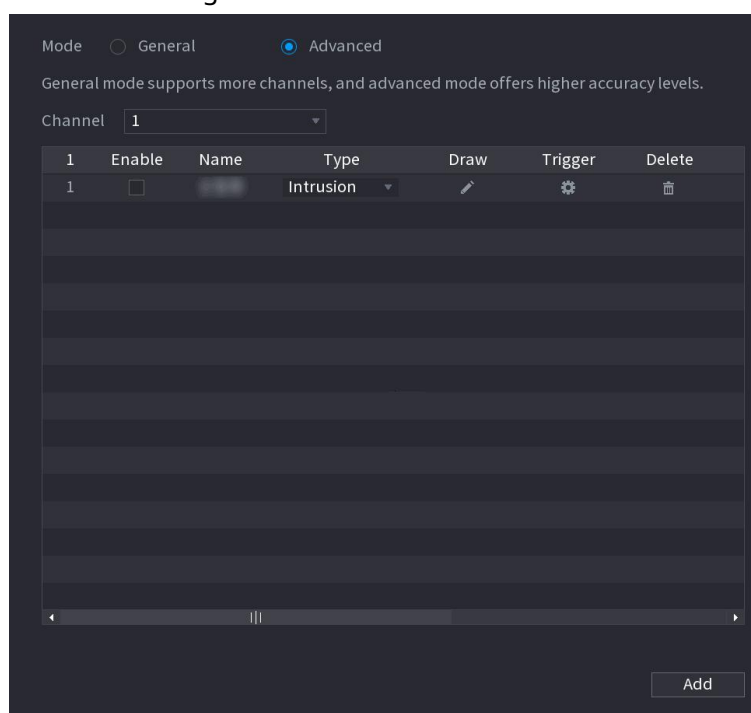 Mode General Advanced
General mode supports more channels, and advanced mode offers higher accuracy levels.
Channel 1
1 Enable Name Type Draw Trigger Delete
1 Intrusion
Add